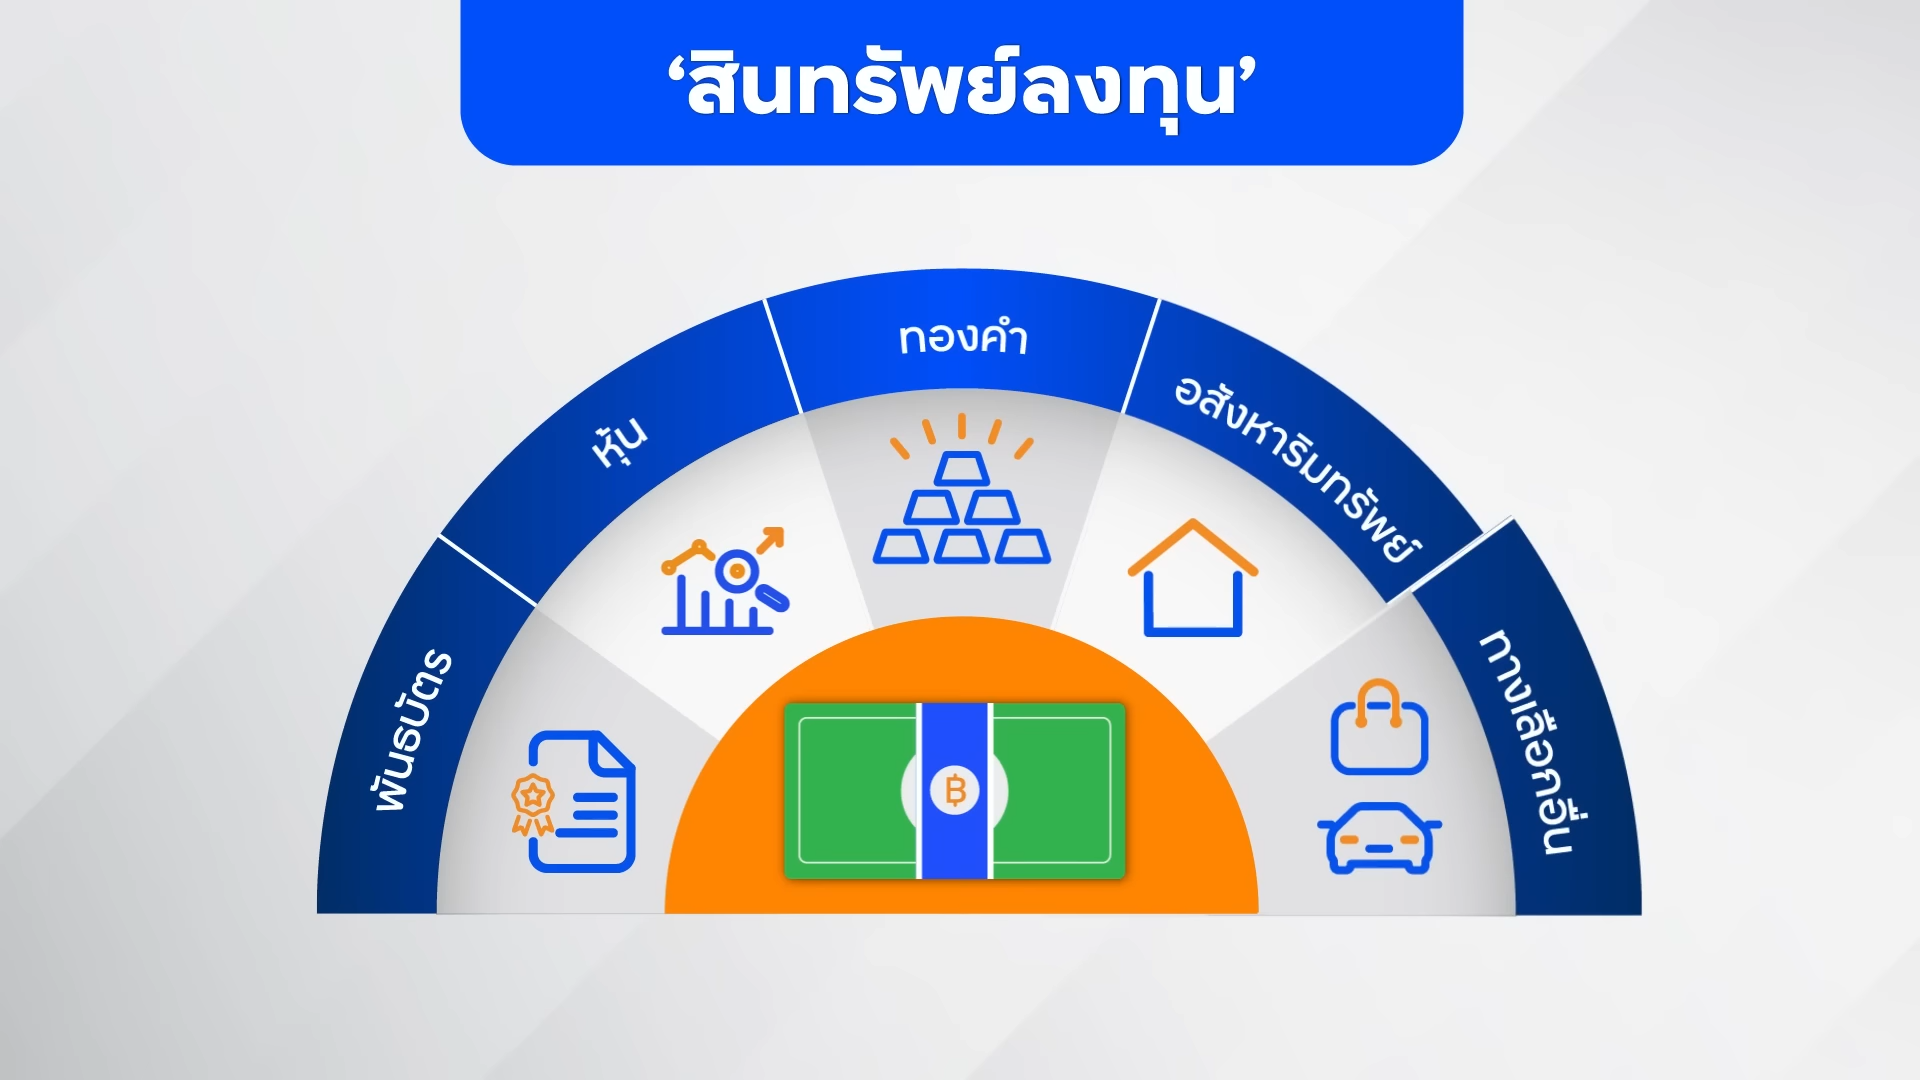 ‘สินทรัพย์ลงทุน’
พันธบัตร
หุ้น
ทองคำ
อสังหาริมทรัพย์
ทางเลือกอื่น
฿